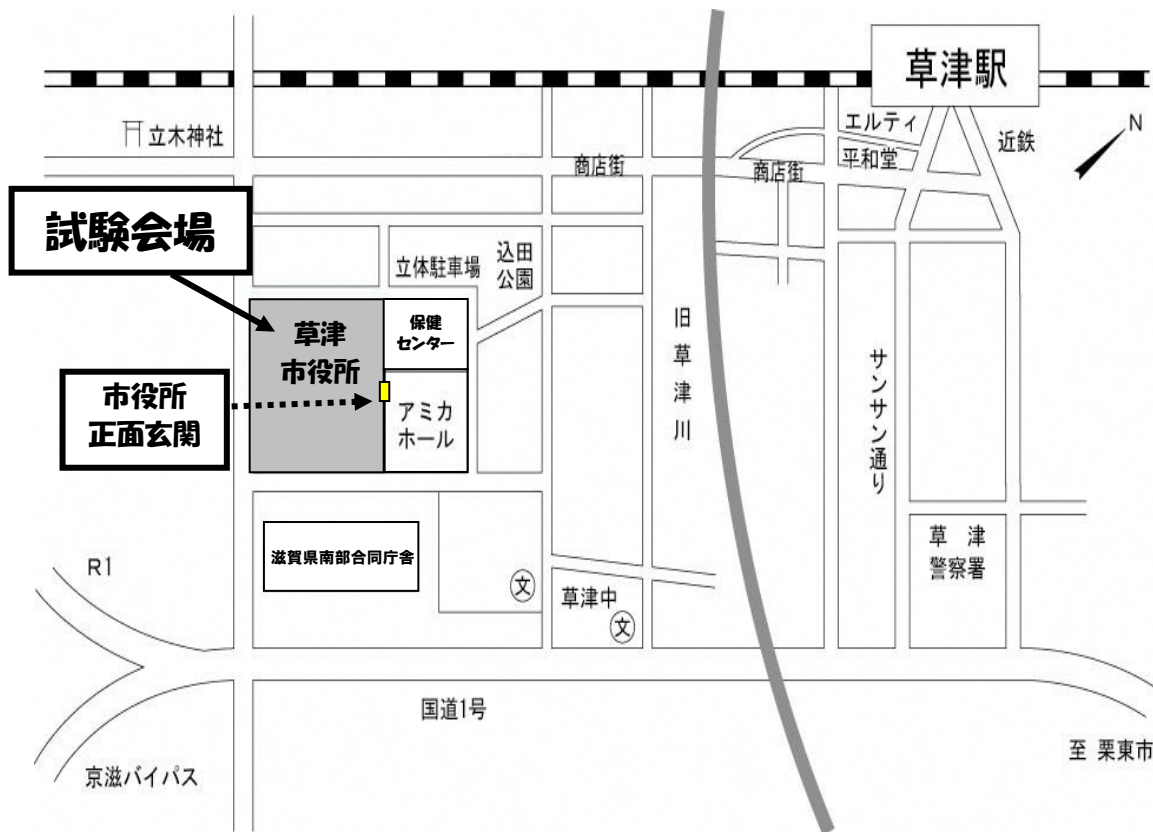 草津駅
エルティ
平和堂
近鉄
N
立木神社
商店街
商店街
試験会場
立体駐車場
込田
公園
草津
市役所
保健
センター
市役所
正面玄関
アミカ
ホール
旧草津川
サンサン通り
滋賀県南部合同庁舎
草津
警察署
R1
文
草津中
文
国道1号
至 栗東市
京滋バイパス